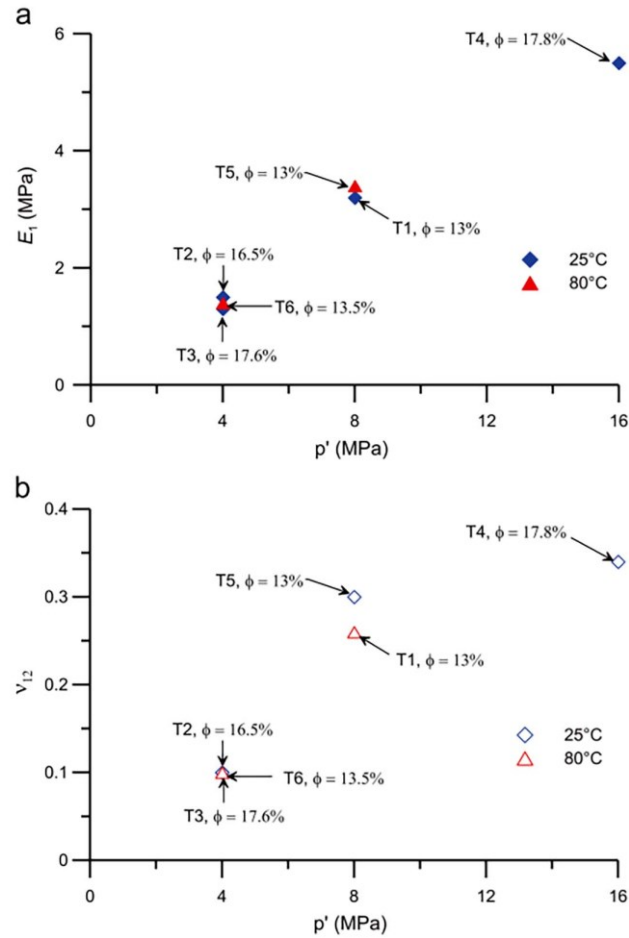 a
6
T4, ϕ = 17.8%
4
T5, ϕ = 13%
E₁ (MPa)
T1, ϕ = 13%
T2, ϕ = 16.5%
25°C
2
80°C
T6, ϕ = 13.5%
T3, ϕ = 17.6%
0
0 4 8 12 16
p' (MPa)
b
0.4
T4, ϕ = 17.8%
T5, ϕ = 13%
0.3
T1, ϕ = 13%
ν₁₂
0.2
T2, ϕ = 16.5%
25°C
80°C
0.1
T6, ϕ = 13.5%
T3, ϕ = 17.6%
0
0 4 8 12 16
p' (MPa)